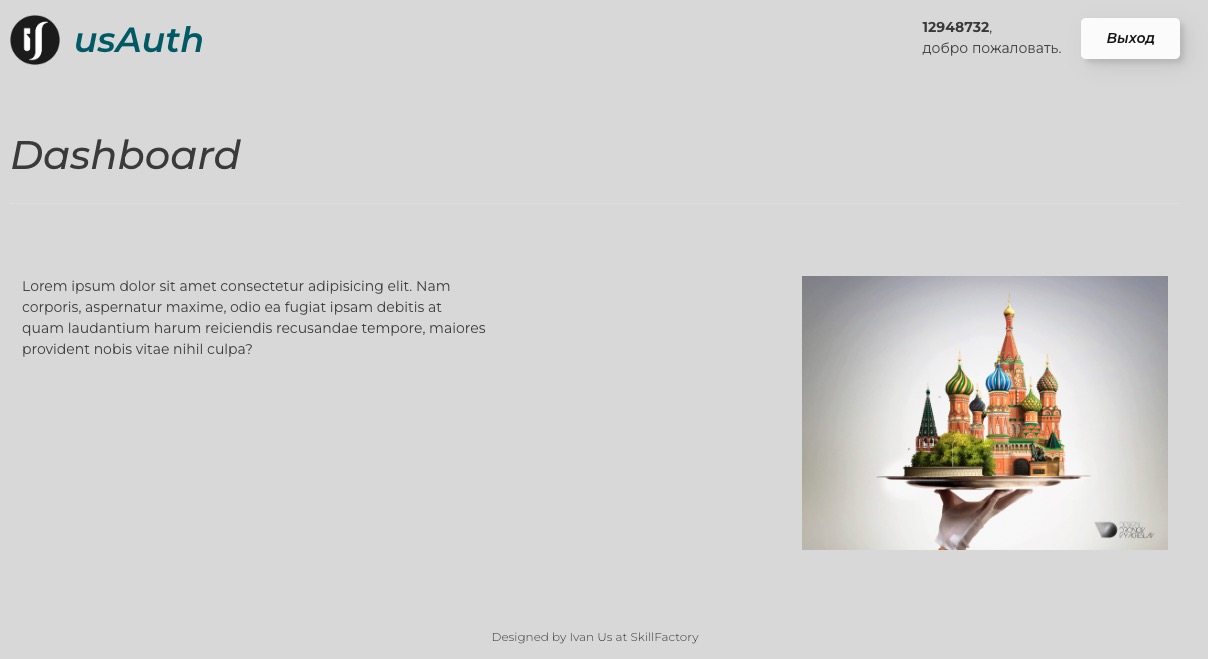 usAuth
12948732,
добро пожаловать.
Выход
Dashboard
Lorem ipsum dolor sit amet consectetur adipisicing elit. Nam
corporis, aspernatur maxime, odio ea fugiat ipsam debitis at
quam laudantium harum reiciendis recusandae tempore, maiores
provident nobis vitae nihil culpa?
Designed by Ivan Us at SkillFactory